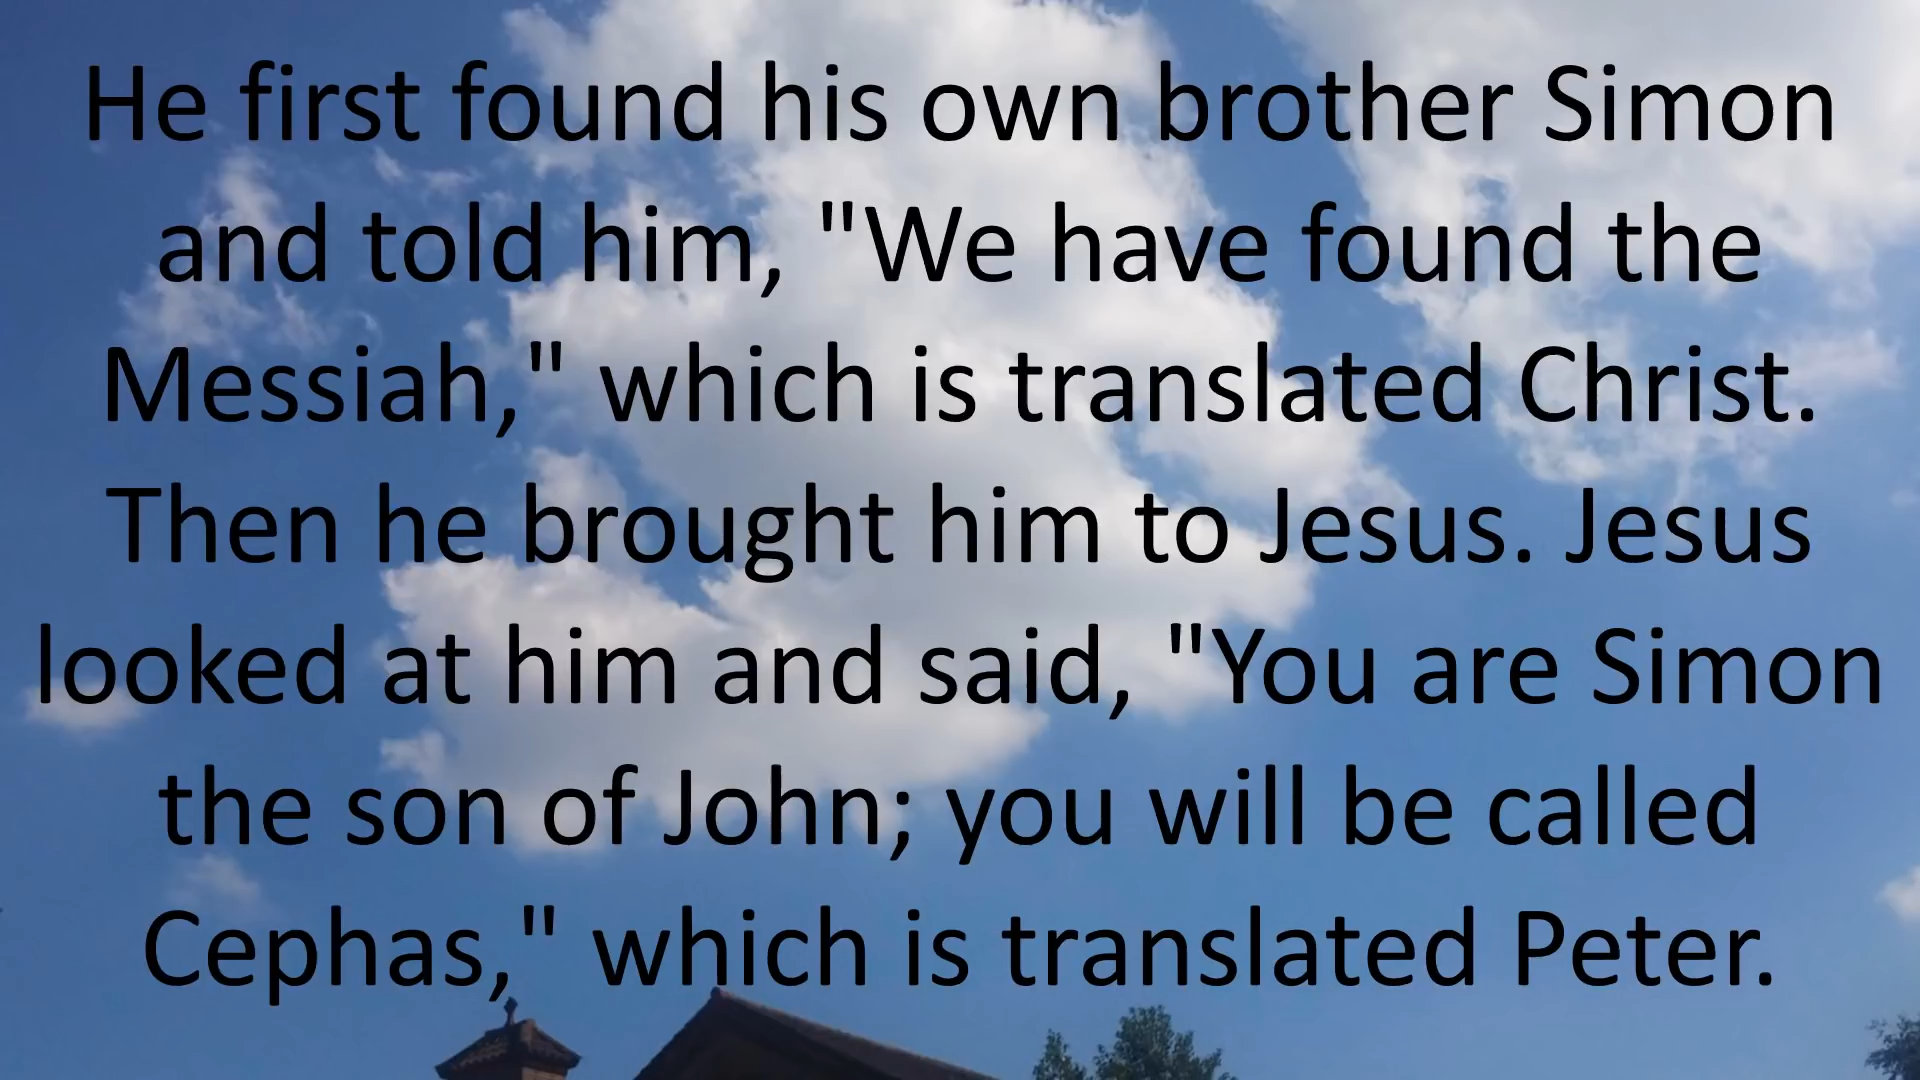 He first found his own brother Simon
and told him, "We have found the
Messiah," which is translated Christ.
Then he brought him to Jesus. Jesus
looked at him and said, "You are Simon
the son of John; you will be called
Cephas," which is translated Peter.